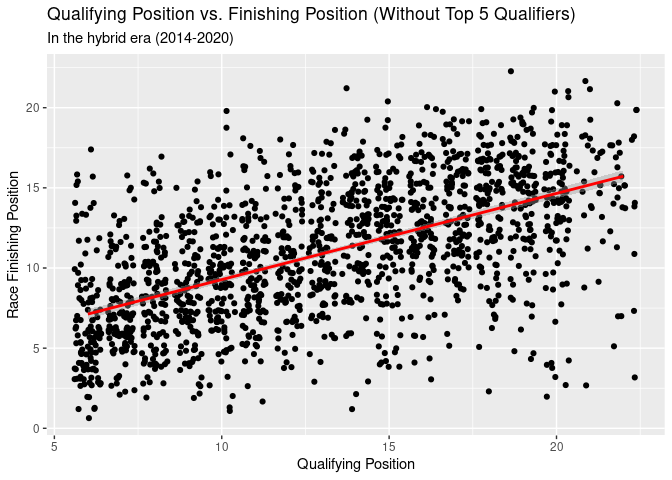 Qualifying Position vs. Finishing Position (Without Top 5 Qualifiers)
In the hybrid era (2014-2020)
Race Finishing Position
20
15
10
5
0
5 10 15 20
Qualifying Position